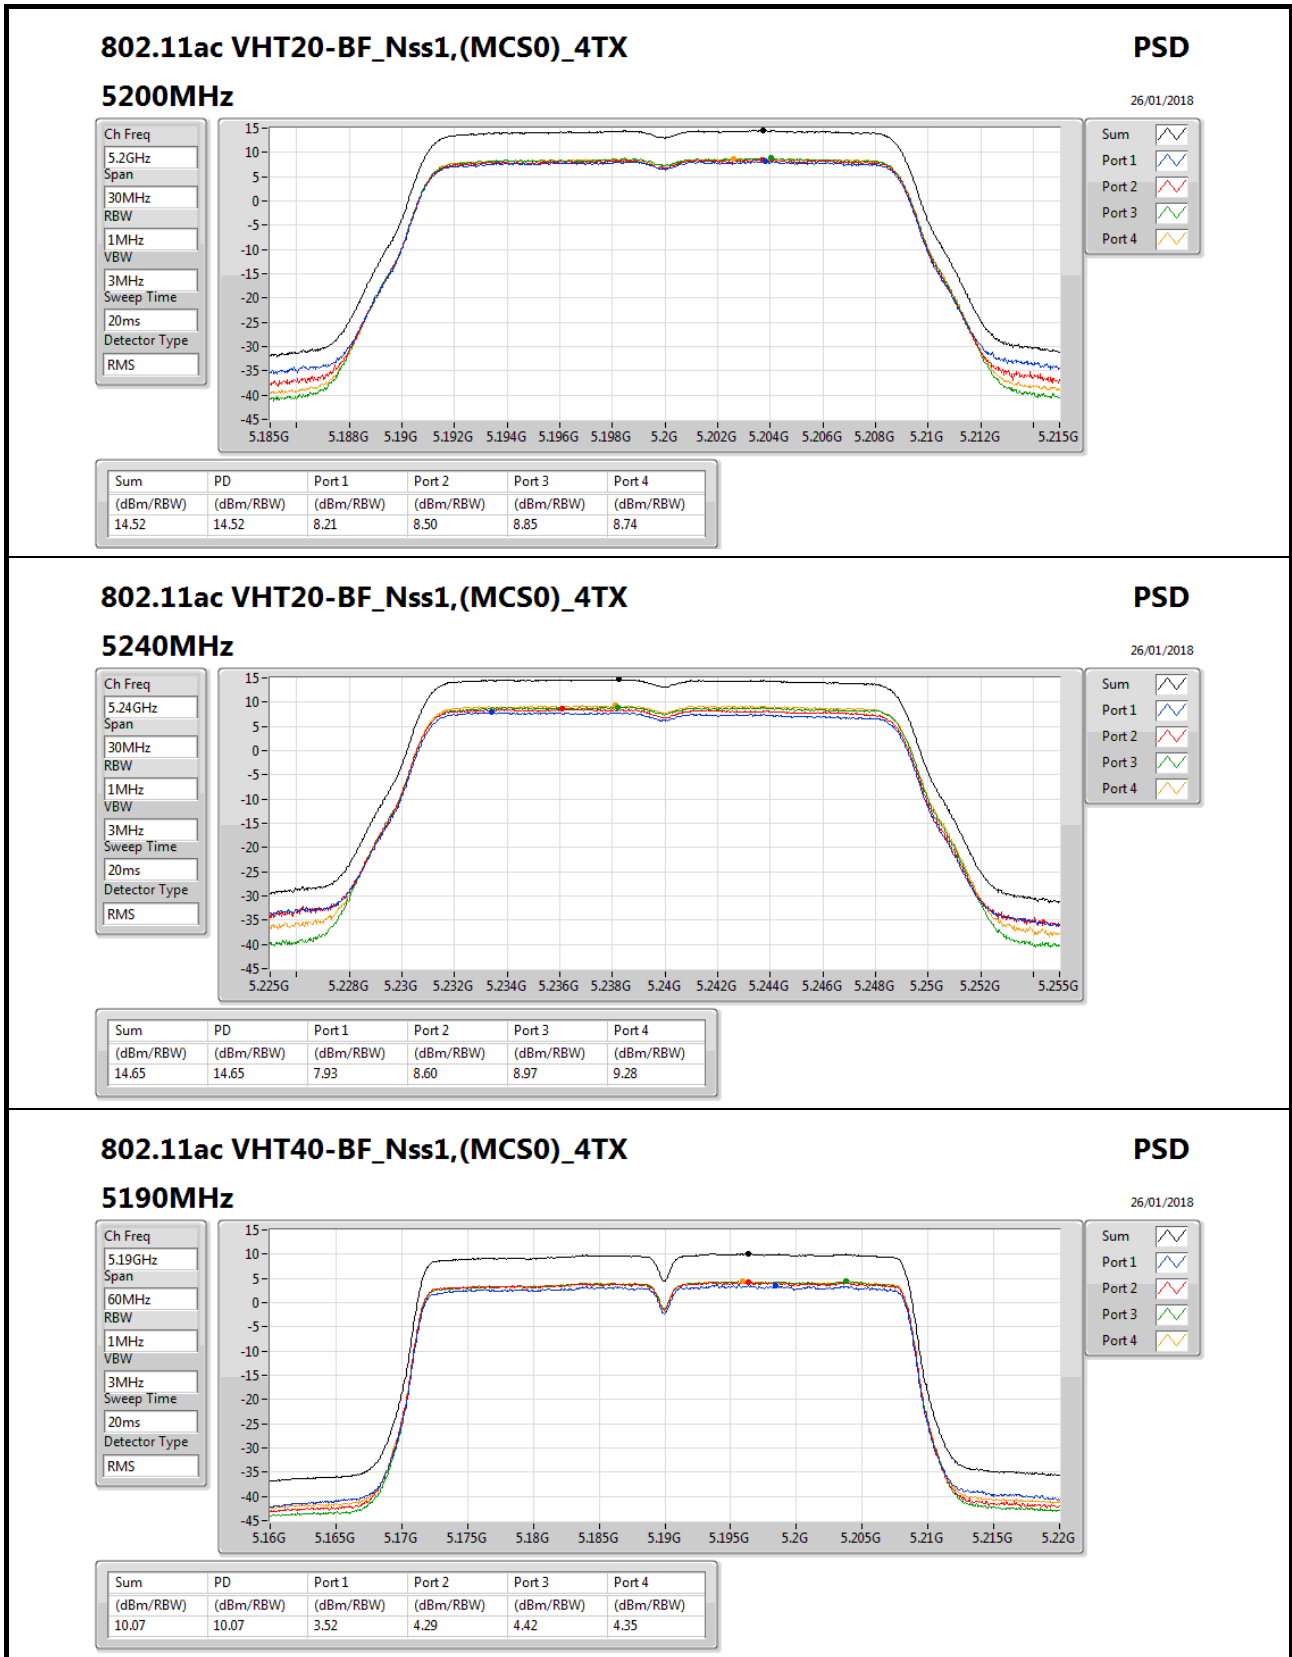 802.11ac VHT20-BF_Nss1,(MCS0)_4TX PSD
5200MHz 26/01/2018
Ch Freq
5.2GHz
Span
30MHz
RBW
1MHz
VBW
3MHz
Sweep Time
20ms
Detector Type
RMS
15
10
5
0
-5
-10
-15
-20
-25
-30
-35
-40
-45
5.185G 5.188G 5.19G 5.192G 5.194G 5.196G 5.198G 5.2G 5.202G 5.204G 5.206G 5.208G 5.21G 5.212G 5.215G
Sum
Port 1
Port 2
Port 3
Port 4
Sum PD Port 1 Port 2 Port 3 Port 4
(dBm/RBW) (dBm/RBW) (dBm/RBW) (dBm/RBW) (dBm/RBW) (dBm/RBW)
14.52 14.52 8.21 8.50 8.85 8.74
802.11ac VHT20-BF_Nss1,(MCS0)_4TX PSD
5240MHz 26/01/2018
Ch Freq
5.24GHz
Span
30MHz
RBW
1MHz
VBW
3MHz
Sweep Time
20ms
Detector Type
RMS
15
10
5
0
-5
-10
-15
-20
-25
-30
-35
-40
-45
5.225G 5.228G 5.23G 5.232G 5.234G 5.236G 5.238G 5.24G 5.242G 5.244G 5.246G 5.248G 5.25G 5.252G 5.255G
Sum
Port 1
Port 2
Port 3
Port 4
Sum PD Port 1 Port 2 Port 3 Port 4
(dBm/RBW) (dBm/RBW) (dBm/RBW) (dBm/RBW) (dBm/RBW) (dBm/RBW)
14.65 14.65 7.93 8.60 8.97 9.28
802.11ac VHT40-BF_Nss1,(MCS0)_4TX PSD
5190MHz 26/01/2018
Ch Freq
5.19GHz
Span
60MHz
RBW
1MHz
VBW
3MHz
Sweep Time
20ms
Detector Type
RMS
15
10
5
0
-5
-10
-15
-20
-25
-30
-35
-40
-45
5.16G 5.165G 5.17G 5.175G 5.18G 5.185G 5.19G 5.195G 5.2G 5.205G 5.21G 5.215G 5.22G
Sum
Port 1
Port 2
Port 3
Port 4
Sum PD Port 1 Port 2 Port 3 Port 4
(dBm/RBW) (dBm/RBW) (dBm/RBW) (dBm/RBW) (dBm/RBW) (dBm/RBW)
10.07 10.07 3.52 4.29 4.42 4.35